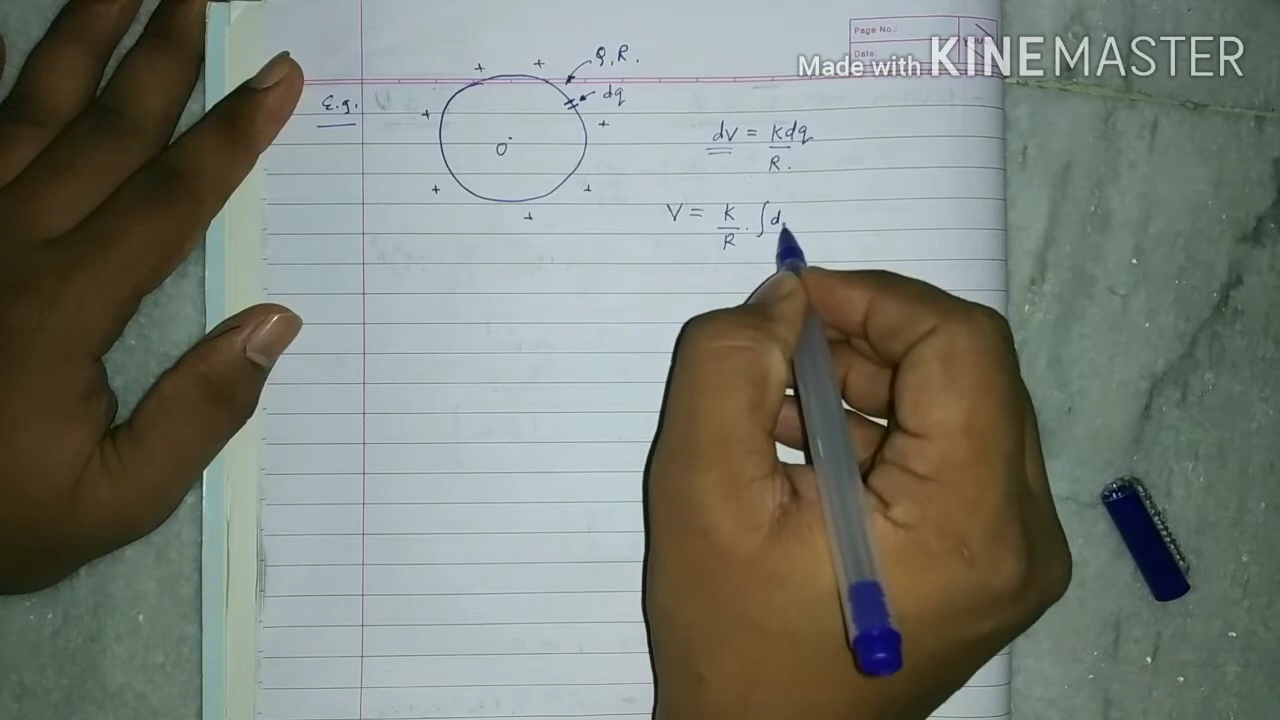 Page No.:
Date:
Made with KINEMASTER
Q, R.
dq
E.g.
O
dv = kdq/R.
V = k/R . ∫d